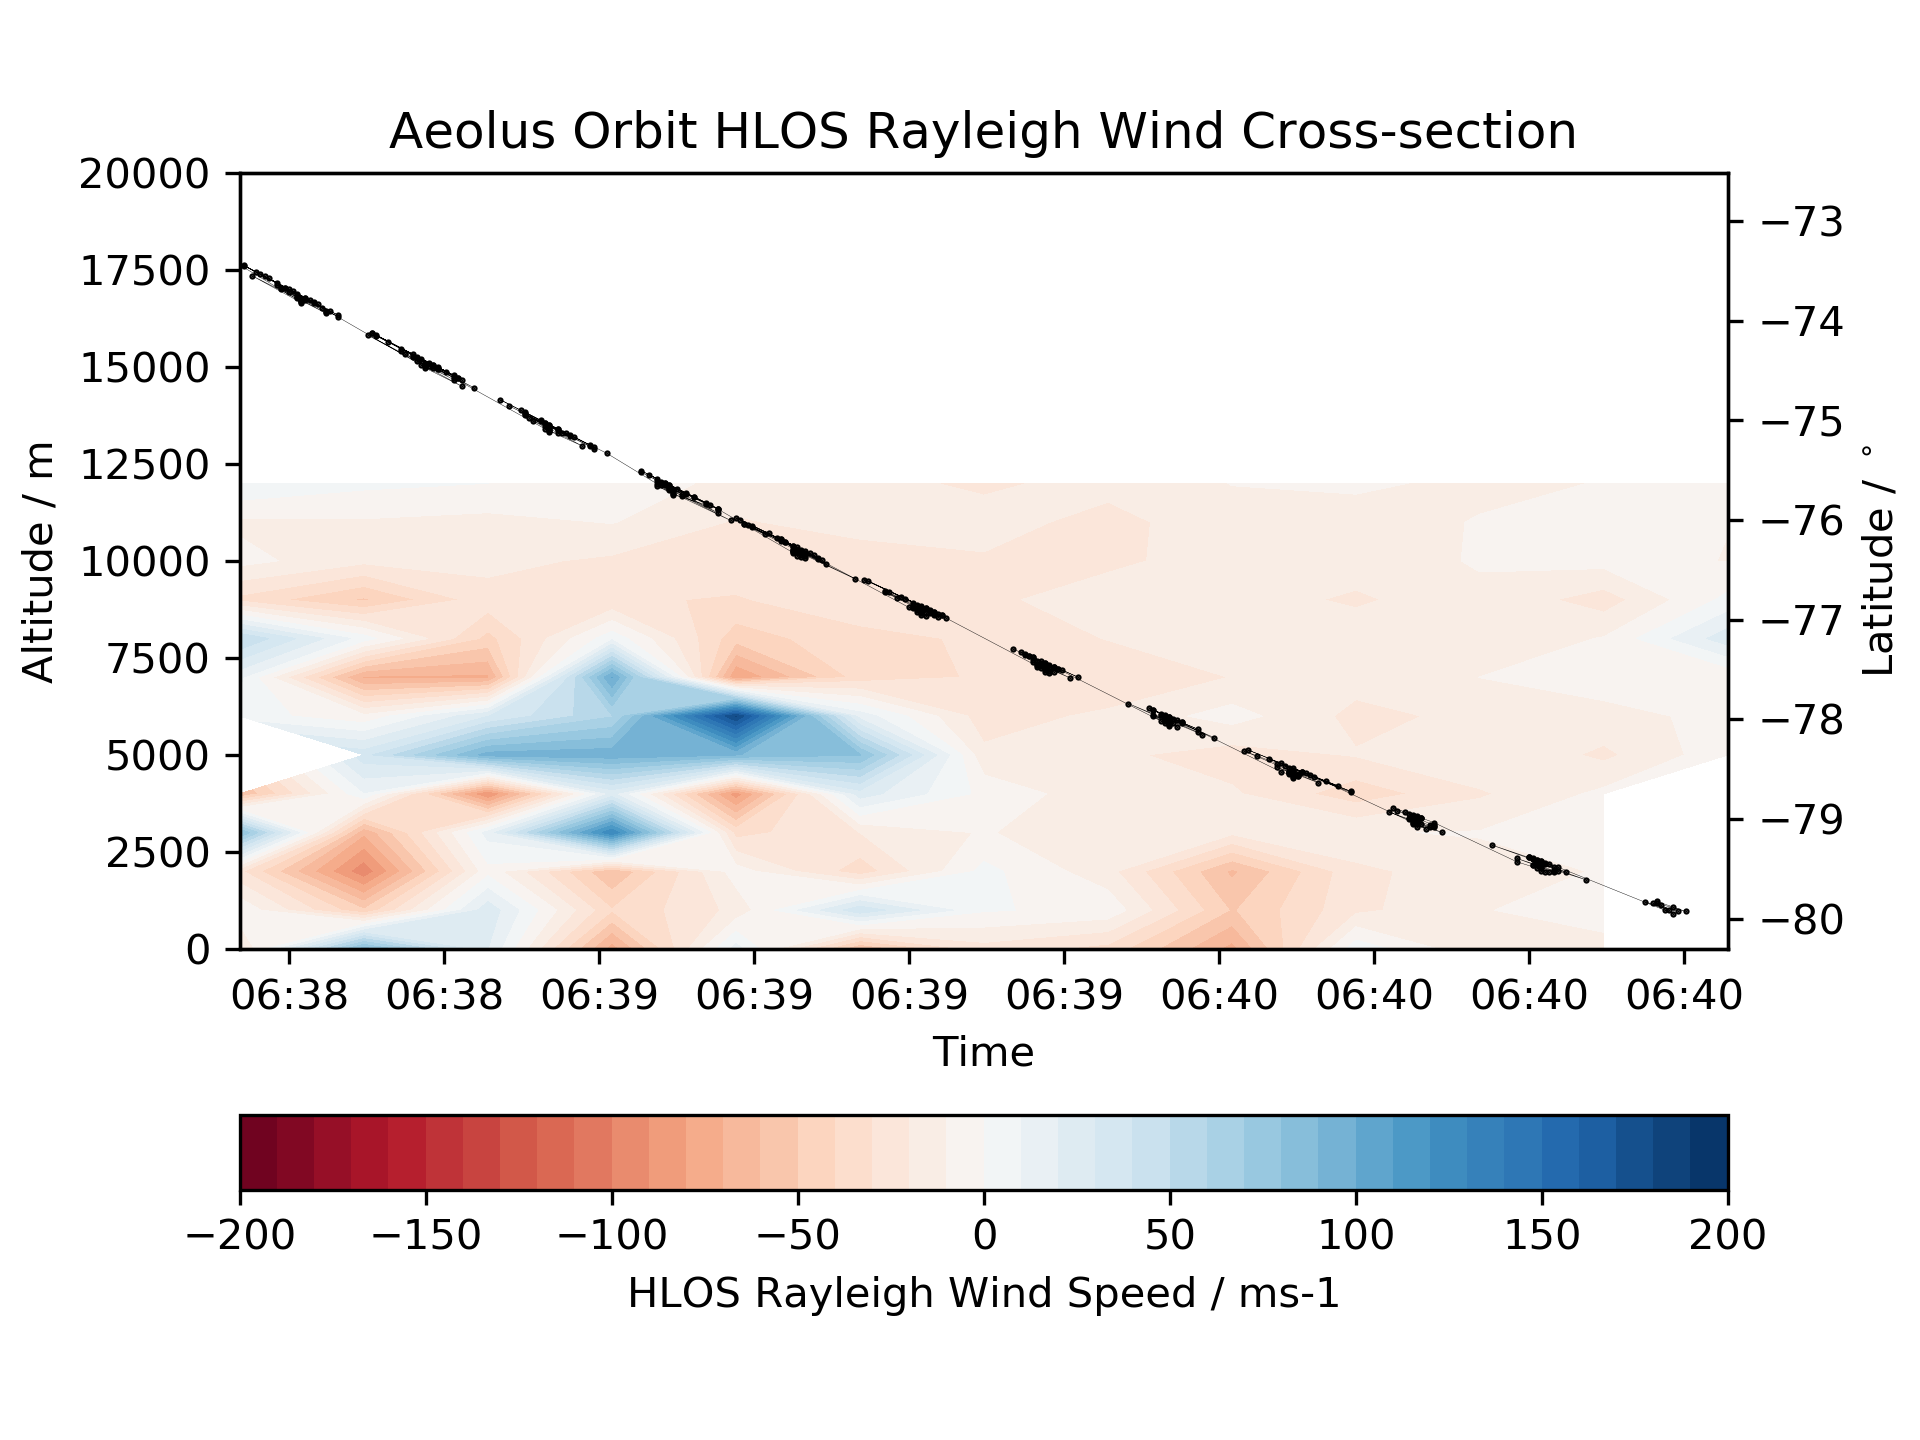 Aeolus Orbit HLOS Rayleigh Wind Cross-section
20000
17500
15000
12500
10000
7500
5000
2500
0
Altitude / m
−73
−74
−75
−76
−77
−78
−79
−80
Latitude / °
06:38 06:38 06:39 06:39 06:39 06:39 06:40 06:40 06:40 06:40
Time
−200 −150 −100 −50 0 50 100 150 200
HLOS Rayleigh Wind Speed / ms-1